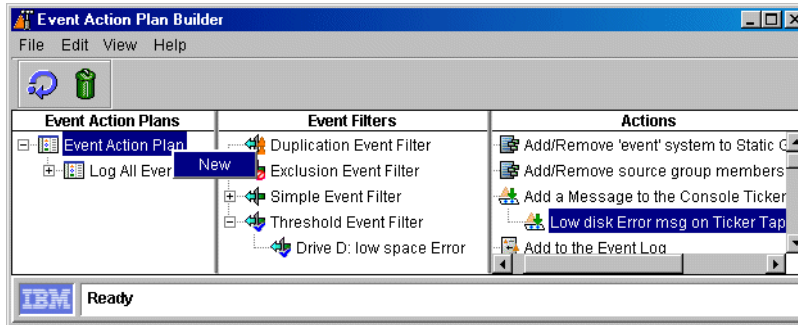 Event Action Plan Builder
File Edit View Help
Event Action Plans
Event Action Plan
Log All Ever
New
Event Filters
Duplication Event Filter
Exclusion Event Filter
Simple Event Filter
Threshold Event Filter
Drive D: low space Error
Actions
Add/Remove 'event' system to Static G
Add/Remove source group members
Add a Message to the Console Ticker
Low disk Error msg on Ticker Tap
Add to the Event Log
IBM
Ready